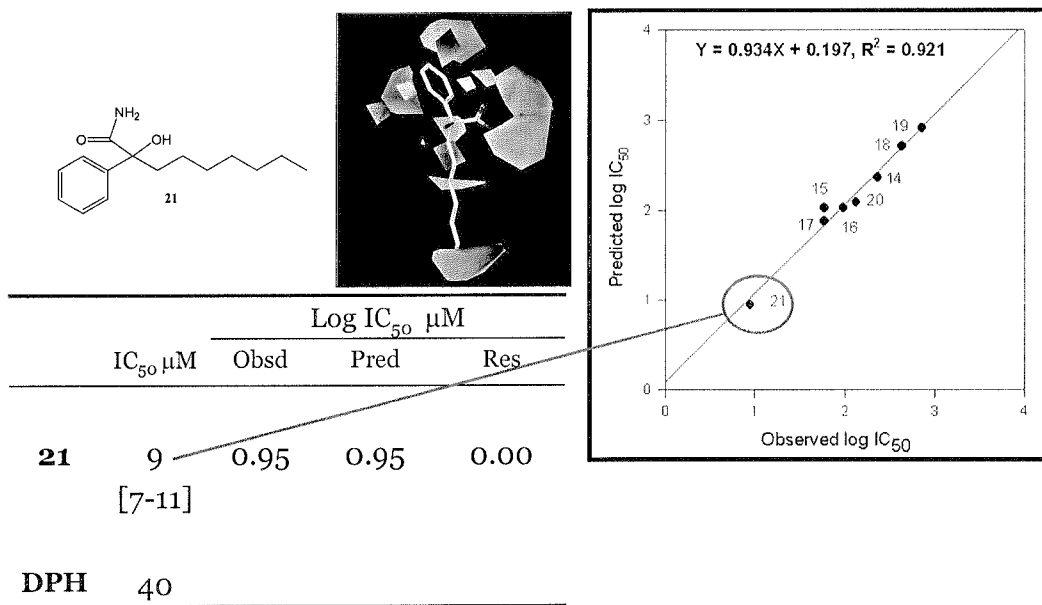 NH₂
O
OH
21
Log IC₅₀ μM
IC₅₀ μM Obsd Pred Res
21 9 0.95 0.95 0.00
[7-11]
DPH 40
Y = 0.934X + 0.197, R² = 0.921
4
3
2
1
0
Predicted log IC₅₀
19
18
14
15
20
17
16
21
0 1 2 3 4
Observed log IC₅₀